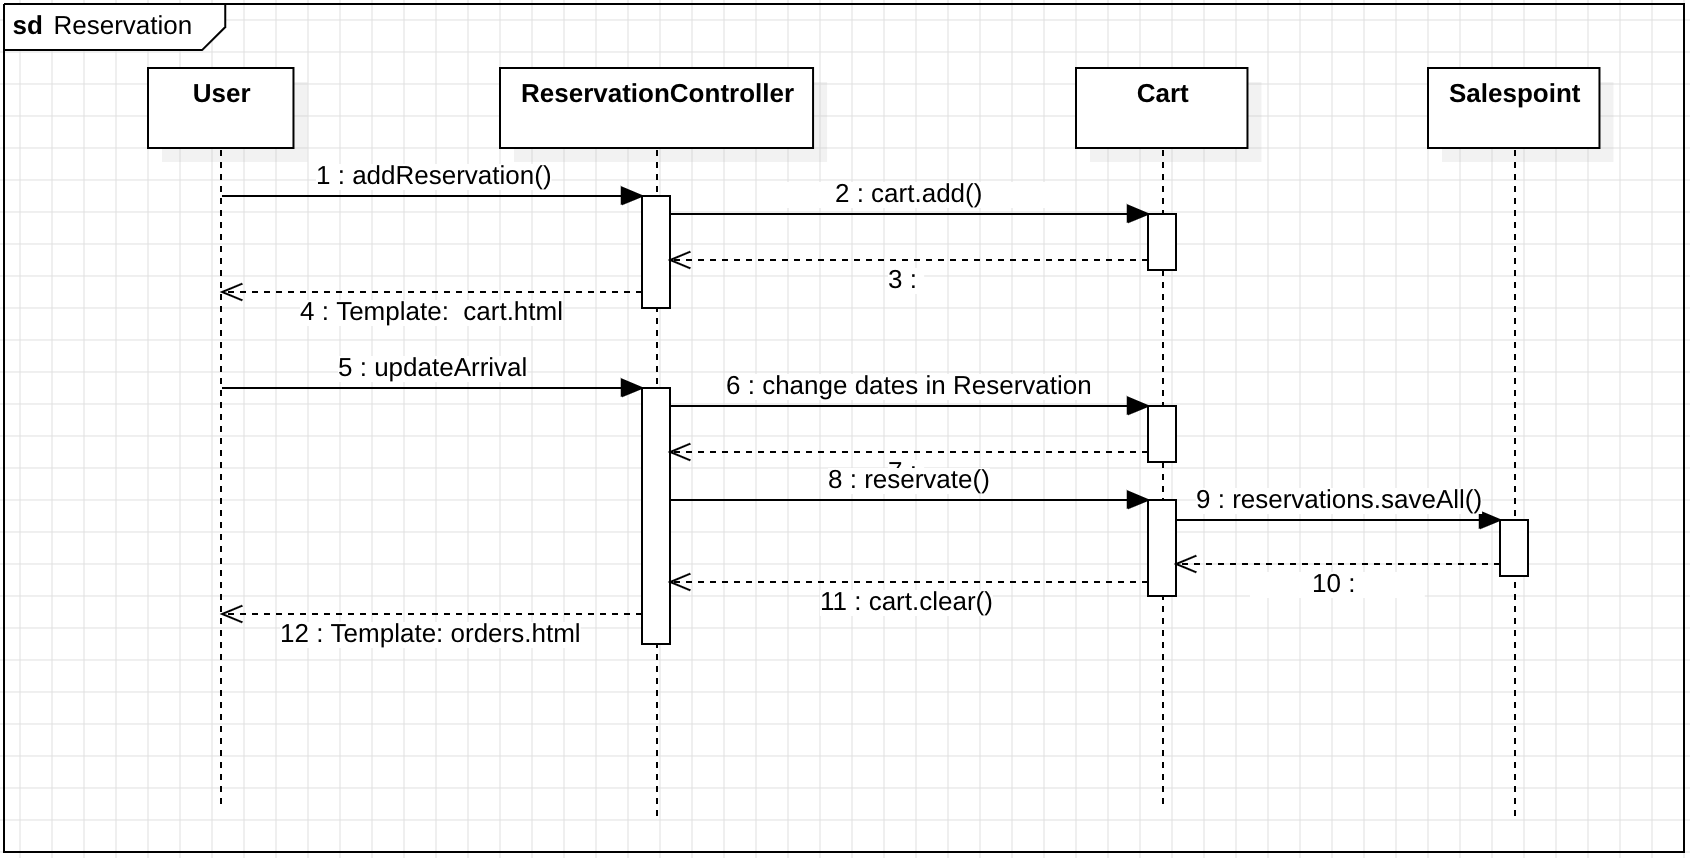 sd Reservation
User
ReservationController
Cart
Salespoint
1 : addReservation()
2 : cart.add()
3 :
4 : Template:  cart.html
5 : updateArrival
6 : change dates in Reservation
7 :
8 : reservate()
9 : reservations.saveAll()
10 :
11 : cart.clear()
12 : Template: orders.html